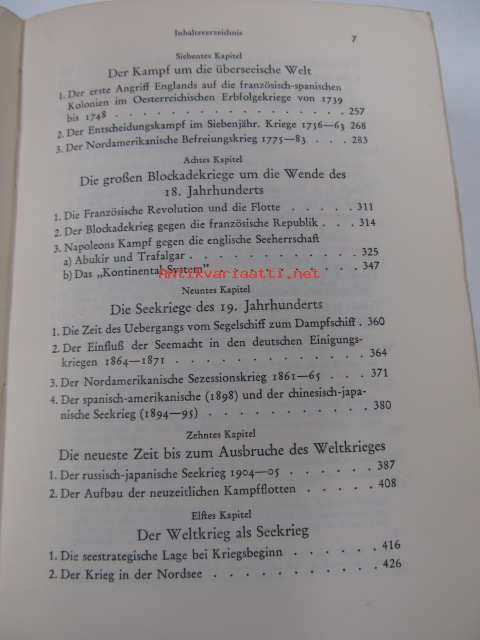 Inhaltsverzeichnis 7
Siebentes Kapitel
Der Kampf um die überseeische Welt
1. Der erste Angriff Englands auf die französisch-spanischen
Kolonien im Oesterreichischen Erbfolgekriege von 1739
bis 1748 . . . . . . . . . . . . . . . . 257
2. Der Entscheidungskampf im Siebenjähr. Kriege 1756—63 268
3. Der Nordamerikanische Befreiungskrieg 1775—83 . . . 283
Achtes Kapitel
Die großen Blockadekriege um die Wende des
18. Jahrhunderts
1. Die Französische Revolution und die Flotte . . . . . 311
2. Der Blockadekrieg gegen die französische Republik . . . 314
3. Napoleons Kampf gegen die englische Seeherrschaft
a) Abukir und Trafalgar . . . . . . . . . . . 325
b) Das „Kontinental-System" . . . . . . . . . 347
antikvariaatti.net
Neuntes Kapitel
Die Seekriege des 19. Jahrhunderts
1. Die Zeit des Uebergangs vom Segelschiff zum Dampfschiff . 360
2. Der Einfluß der Seemacht in den deutschen Einigungs-
kriegen 1864—1871 . . . . . . . . . . . . 364
3. Der Nordamerikanische Sezessionskrieg 1861—65 . . . . 371
4. Der spanisch-amerikanische (1898) und der chinesisch-japa-
nische Seekrieg (1894—95) . . . . . . . . . . 380
Zehntes Kapitel
Die neueste Zeit bis zum Ausbruche des Weltkrieges
1. Der russisch-japanische Seekrieg 1904—05 . . . . . . 387
2. Der Aufbau der neuzeitlichen Kampfflotten . . . . . 408
Elftes Kapitel
Der Weltkrieg als Seekrieg
1. Die seestrategische Lage bei Kriegsbeginn . . . . . . 416
2. Der Krieg in der Nordsee . . . . . . . . . . . 426